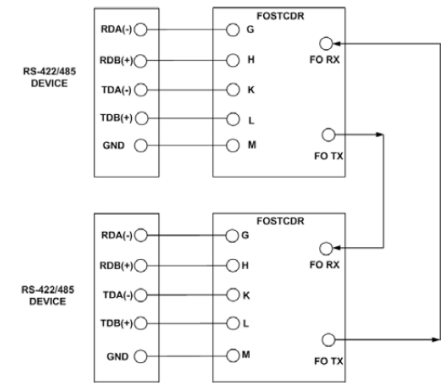 FOSTCDR
RDA(-) G
RDB(+) H FO RX
RS-422/485
DEVICE
TDA(-) K
TDB(+) L
GND M
FO TX
FOSTCDR
RDA(-) G
RDB(+) H FO RX
RS-422/485
DEVICE
TDA(-) K
TDB(+) L
GND M
FO TX